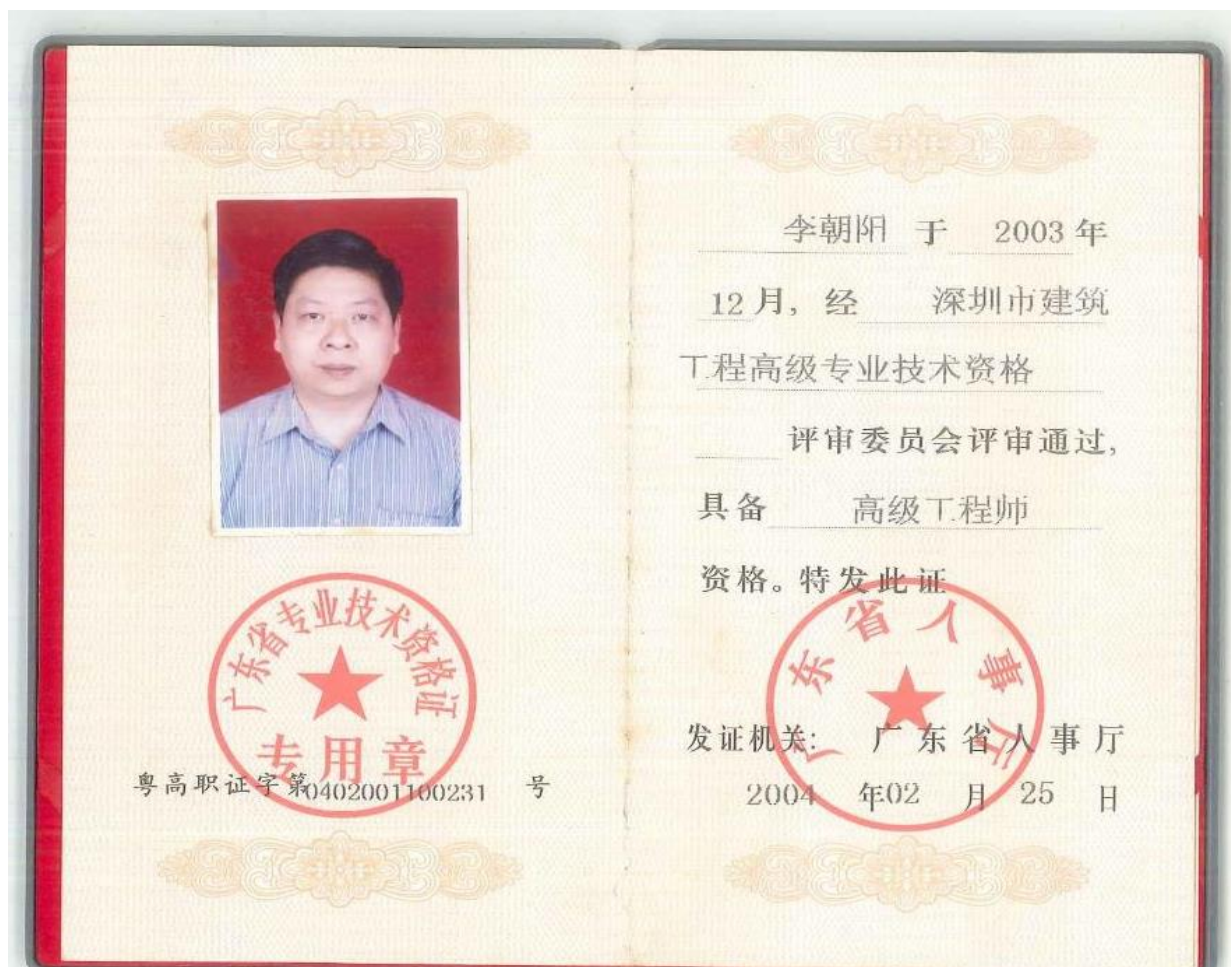 广东省专业技术资格证
专用章
粤高职证字第0402001100231号
李朝阳 于 2003 年
12 月, 经 深圳市建筑
工程高级专业技术资格
评审委员会评审通过,
具备 高级工程师
资格。特发此证
广东省人事厅
发证机关: 广东省人事厅
2004 年 02 月 25 日